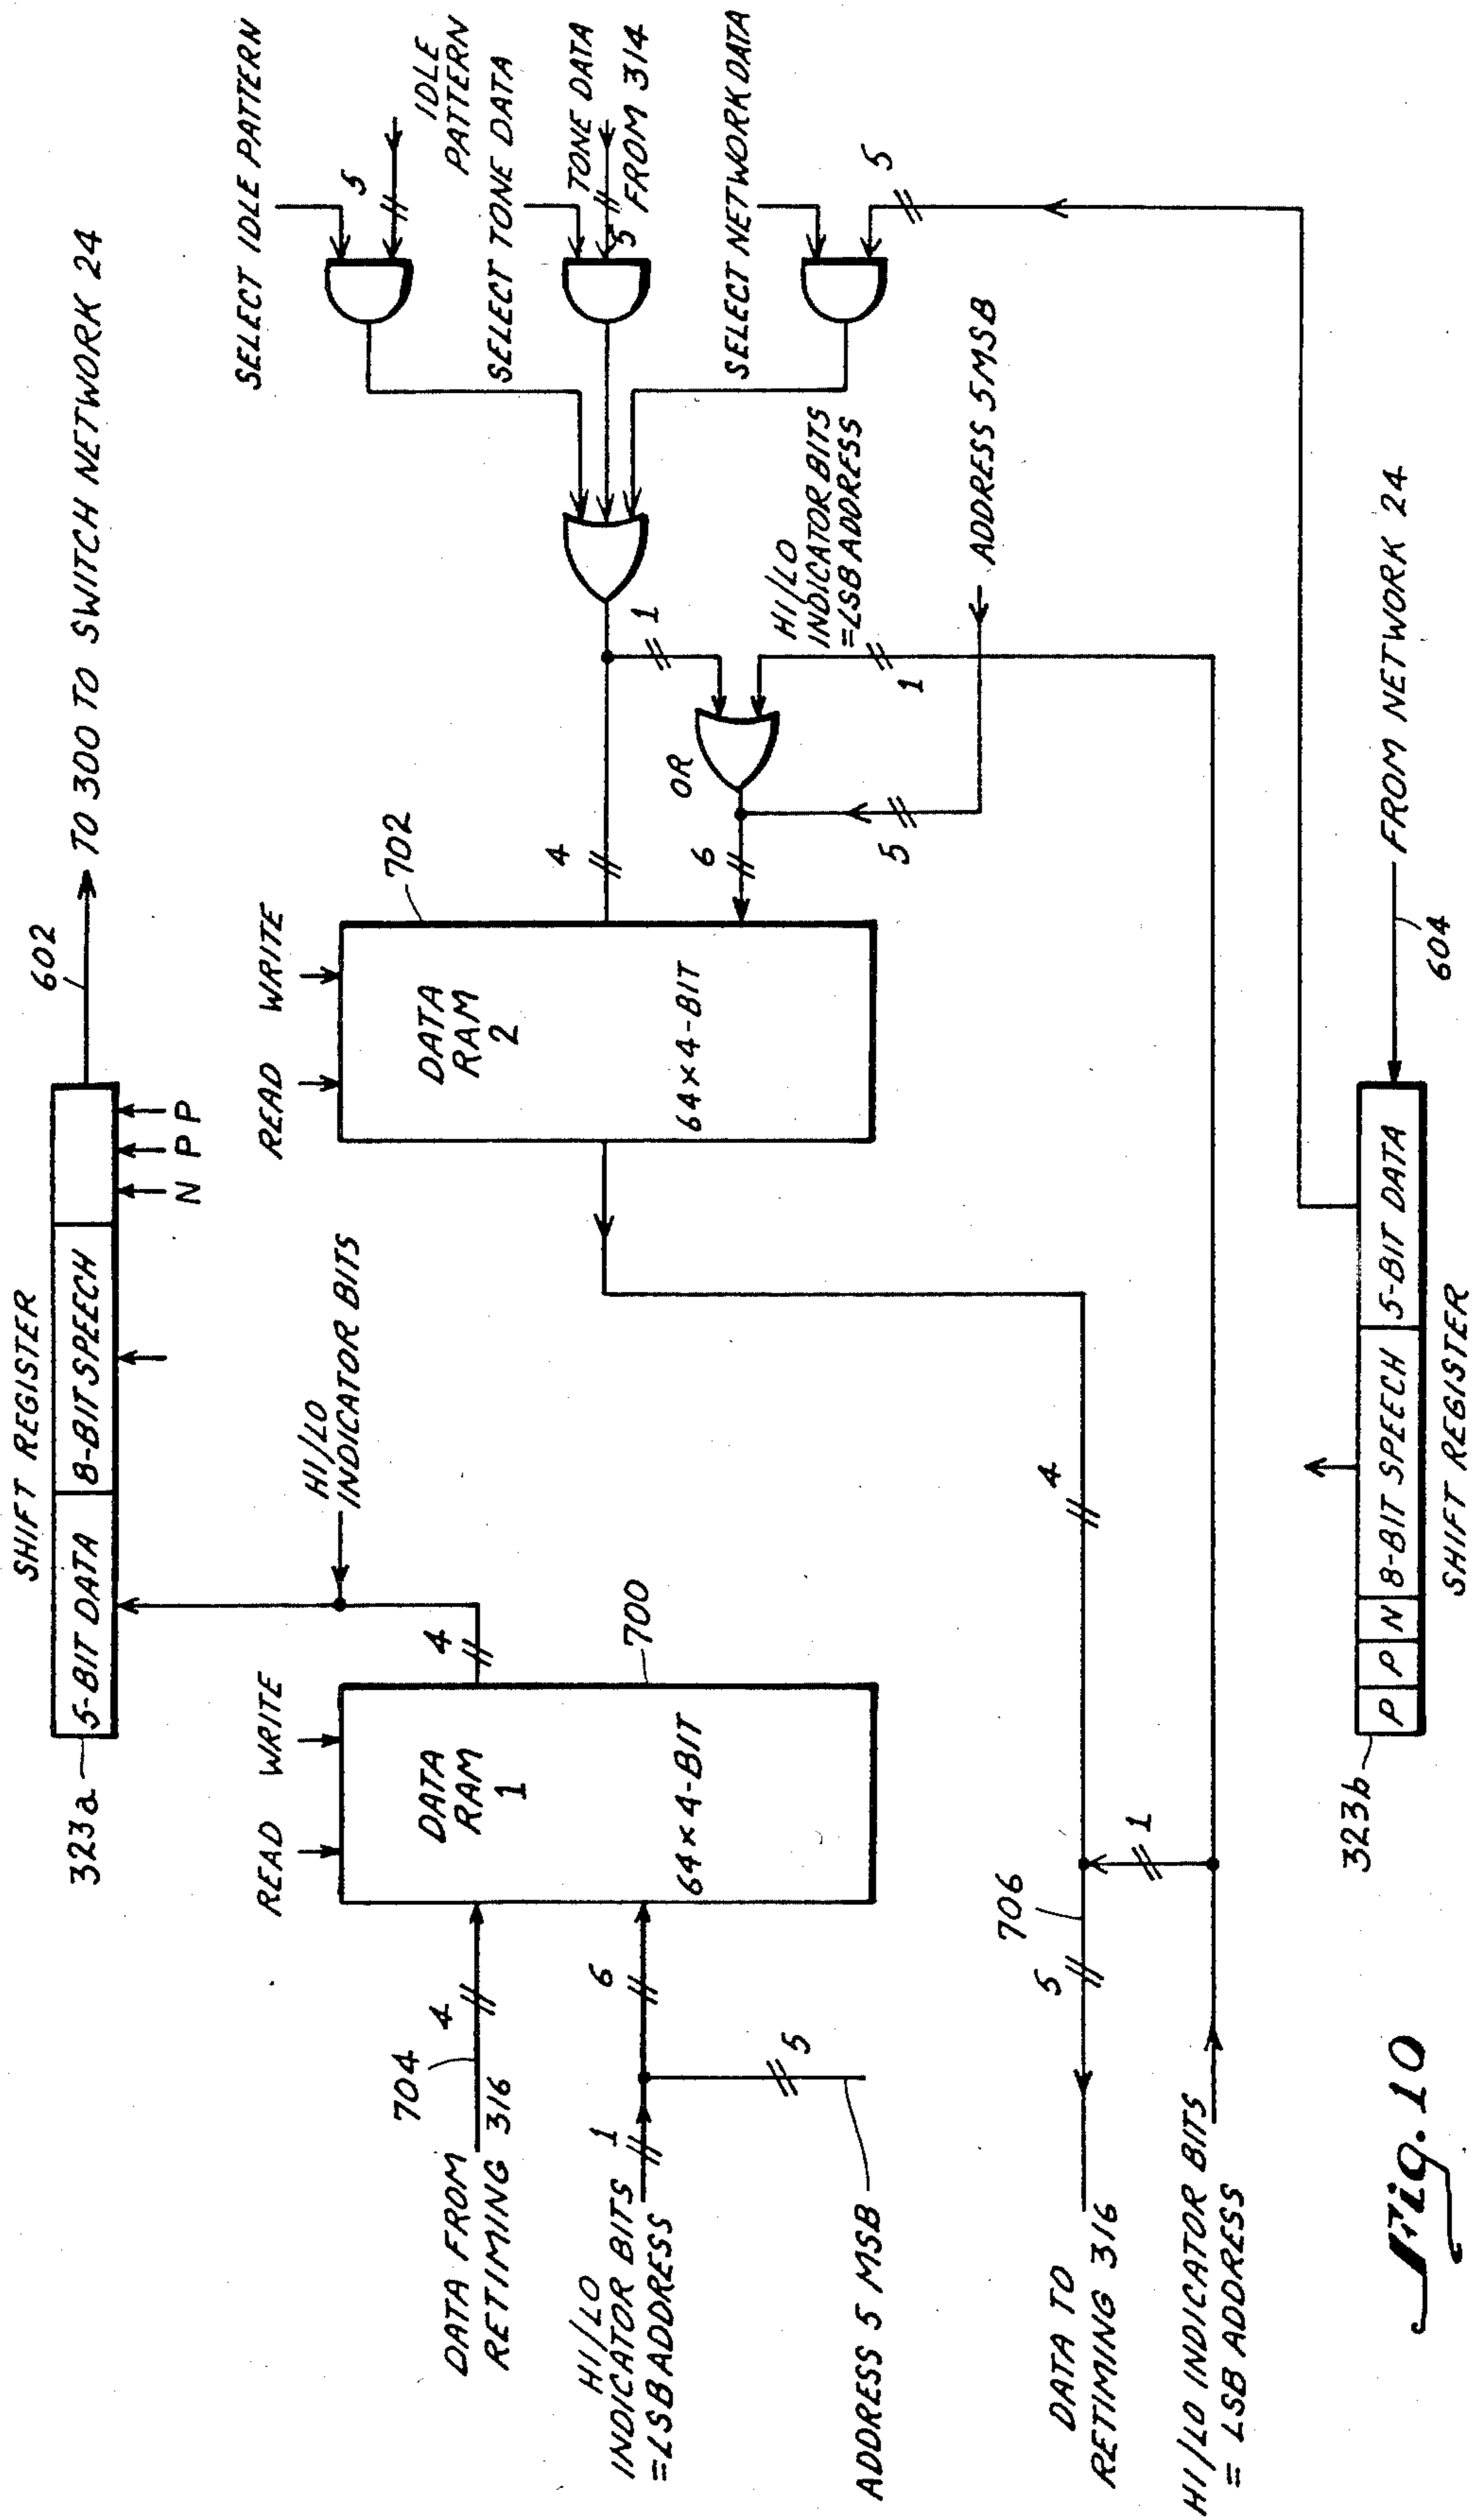 SHIFT REGISTER
323a
5-BIT DATA
8-BIT SPEECH
N P P
602
TO 300 TO SWITCH NETWORK 24
HI/LO
INDICATOR BITS
READ WRITE
DATA
RAM
1
64 x 4-BIT
700
4
704
4
DATA FROM
RETIMING 316
HI/LO
INDICATOR BITS
=LSB ADDRESS
1
6
5
ADDRESS 5 MSB
READ WRITE
DATA
RAM
2
64 x 4-BIT
702
4
6
OR
5
1
1
HI/LO
INDICATOR BITS
=LSB ADDRESS
ADDRESS 5MSB
SELECT IDLE PATTERN
5
IDLE
PATTERN
SELECT TONE DATA
TONE DATA
5 FROM 314
SELECT NETWORK DATA
5
4
706
5
1
DATA TO
RETIMING 316
HI/LO INDICATOR BITS
= LSB ADDRESS
323b
P P N 8-BIT SPEECH 5-BIT DATA
SHIFT REGISTER
FROM NETWORK 24
604
Fig. 10